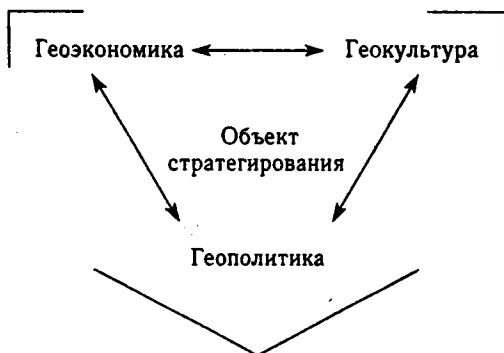 Геоэкономика Геокультура
Объект
стратегирования
Геополитика